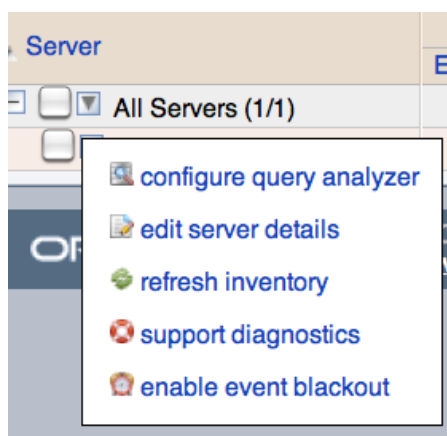 Server
E
All Servers (1/1)
configure query analyzer
edit server details
refresh inventory
support diagnostics
enable event blackout